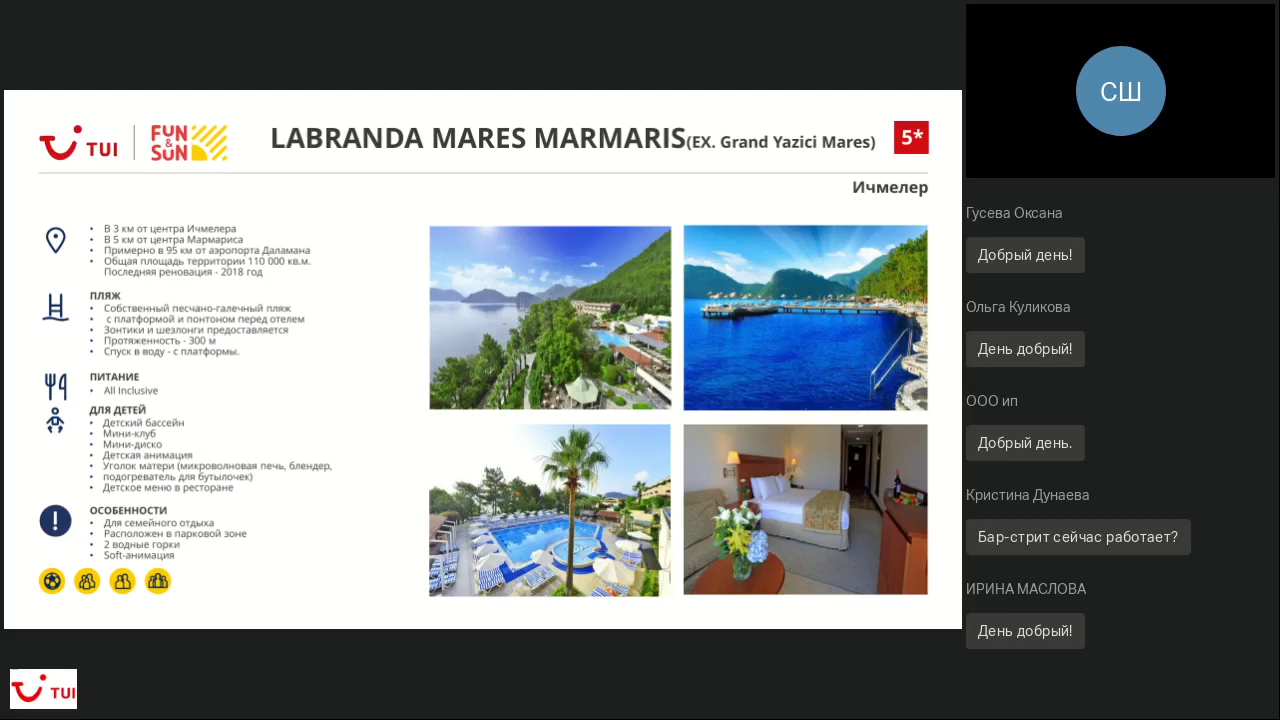 TUI
FUN
&
SUN
LABRANDA MARES MARMARIS(EX. Grand Yazici Mares)
5*
Ичмелер
• В 3 км от центра Ичмелера
• В 5 км от центра Мармариса
• Примерно в 95 км от аэропорта Даламана
• Общая площадь территории 110 000 кв.м.
Последняя реновация - 2018 год
ПЛЯЖ
• Собственный песчано-галечный пляж
• с платформой и понтоном перед отелем
• Зонтики и шезлонги предоставляется
• Протяженность - 300 м
• Спуск в воду - с платформы.
ПИТАНИЕ
• All Inclusive
ДЛЯ ДЕТЕЙ
• Детский бассейн
• Мини-клуб
• Мини-диско
• Детская анимация
• Уголок матери (микроволновая печь, блендер,
• подогреватель для бутылочек)
• Детское меню в ресторане
ОСОБЕННОСТИ
• Для семейного отдыха
• Расположен в парковой зоне
• 2 водные горки
• Soft-анимация
TUI
СШ
Гусева Оксана
Добрый день!
Ольга Куликова
День добрый!
ООО ип
Добрый день.
Кристина Дунаева
Бар-стрит сейчас работает?
ИРИНА МАСЛОВА
День добрый!